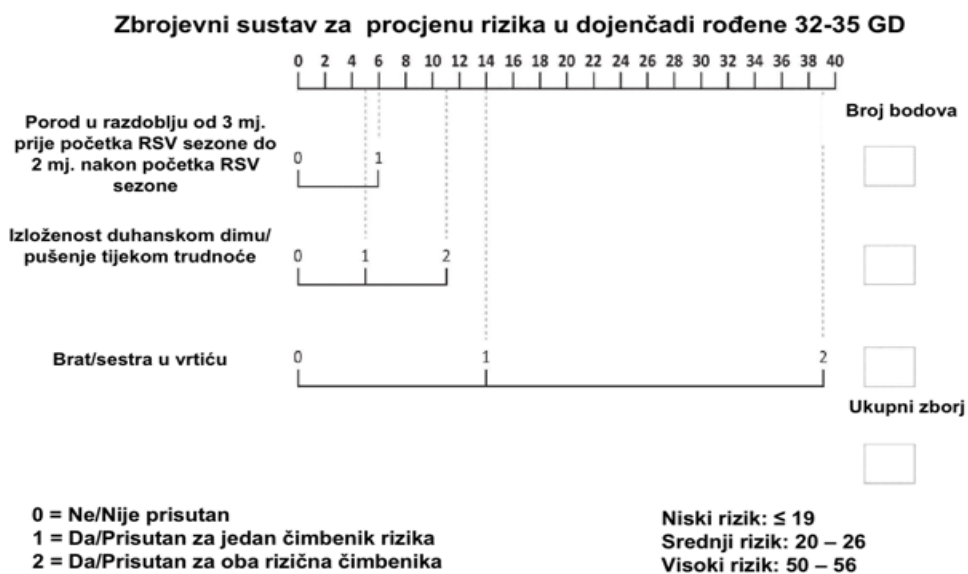 Zbrojevni sustav za procjenu rizika u dojenčadi rođene 32-35 GD
0 2 4 6 8 10 12 14 16 18 20 22 24 26 28 30 32 34 36 38 40
Broj bodova
Porod u razdoblju od 3 mj.
prije početka RSV sezone do
2 mj. nakon početka RSV
sezone
0 1
Izloženost duhanskom dimu/
pušenje tijekom trudnoće
0 1 2
Brat/sestra u vrtiću
0 1 2
Ukupni zborj
0 = Ne/Nije prisutan
1 = Da/Prisutan za jedan čimbenik rizika
2 = Da/Prisutan za oba rizična čimbenika
Niski rizik: ≤ 19
Srednji rizik: 20 – 26
Visoki rizik: 50 – 56